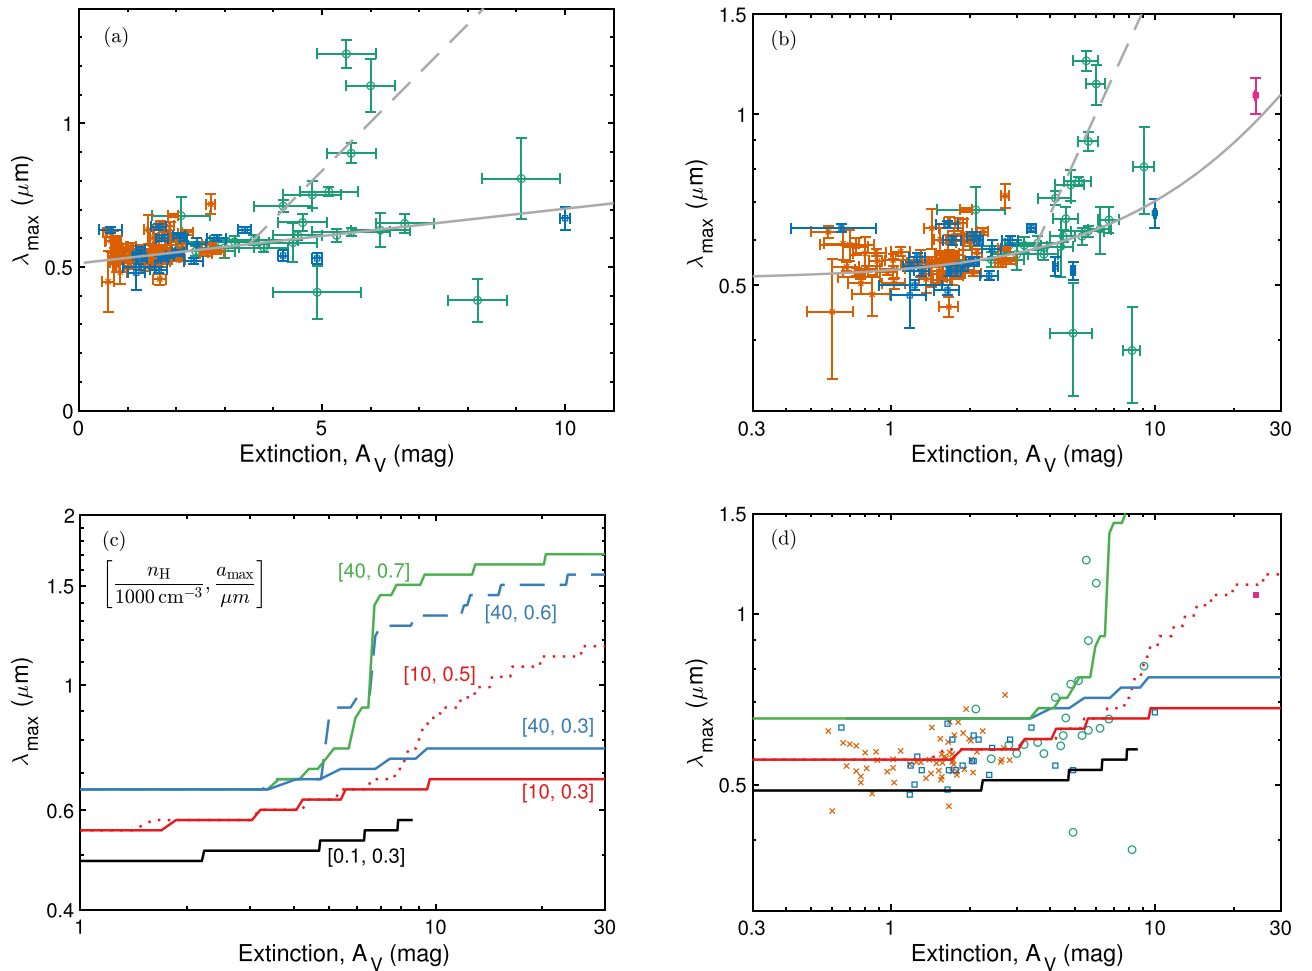 (a)
λmax (μm)
1
0.5
0
0
5
10
Extinction, AV (mag)
(b)
λmax (μm)
1.5
1
0.5
0.3
1
10
30
Extinction, AV (mag)
(c)
[nH/1000 cm−3, amax/μm]
λmax (μm)
2
1.5
1
0.6
0.4
[40, 0.7]
[40, 0.6]
[10, 0.5]
[40, 0.3]
[10, 0.3]
[0.1, 0.3]
1
10
30
Extinction, AV (mag)
(d)
λmax (μm)
1.5
1
0.5
0.3
1
10
30
Extinction, AV (mag)